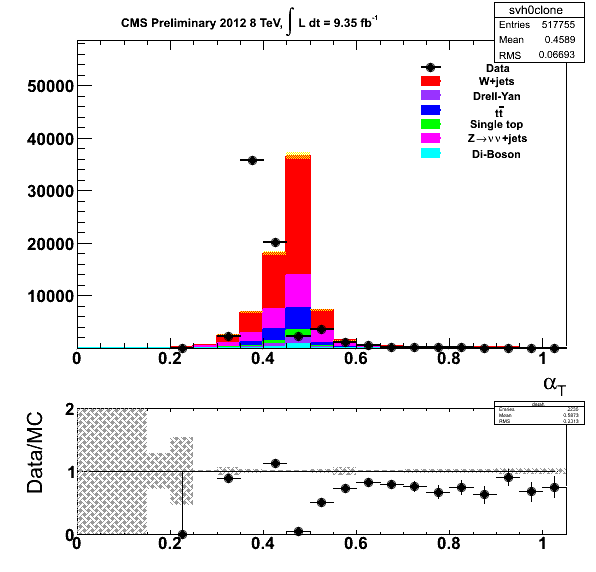 CMS Preliminary 2012 8 TeV, ∫ L dt = 9.35 fb⁻¹
svh0clone
Entries 517755
Mean 0.4589
RMS 0.06693
Data
W+jets
Drell-Yan
tt̄
Single top
Z→νν+jets
Di-Boson
50000
40000
30000
20000
10000
0 0.2 0.4 0.6 0.8 1
α_T
Entries 2235
Data/MC
2
1
0
0 0.2 0.4 0.6 0.8 1